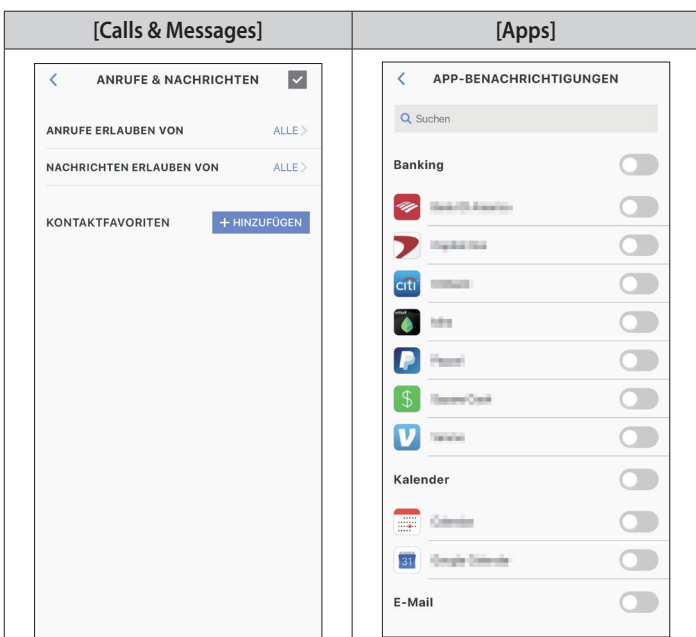 [Calls & Messages]
[Apps]
ANRUFE & NACHRICHTEN
ANRUFE ERLAUBEN VON ALLE
NACHRICHTEN ERLAUBEN VON ALLE
KONTAKTFAVORITEN + HINZUFÜGEN
APP-BENACHRICHTIGUNGEN
Suchen
Banking
citi
Kalender
31
E-Mail